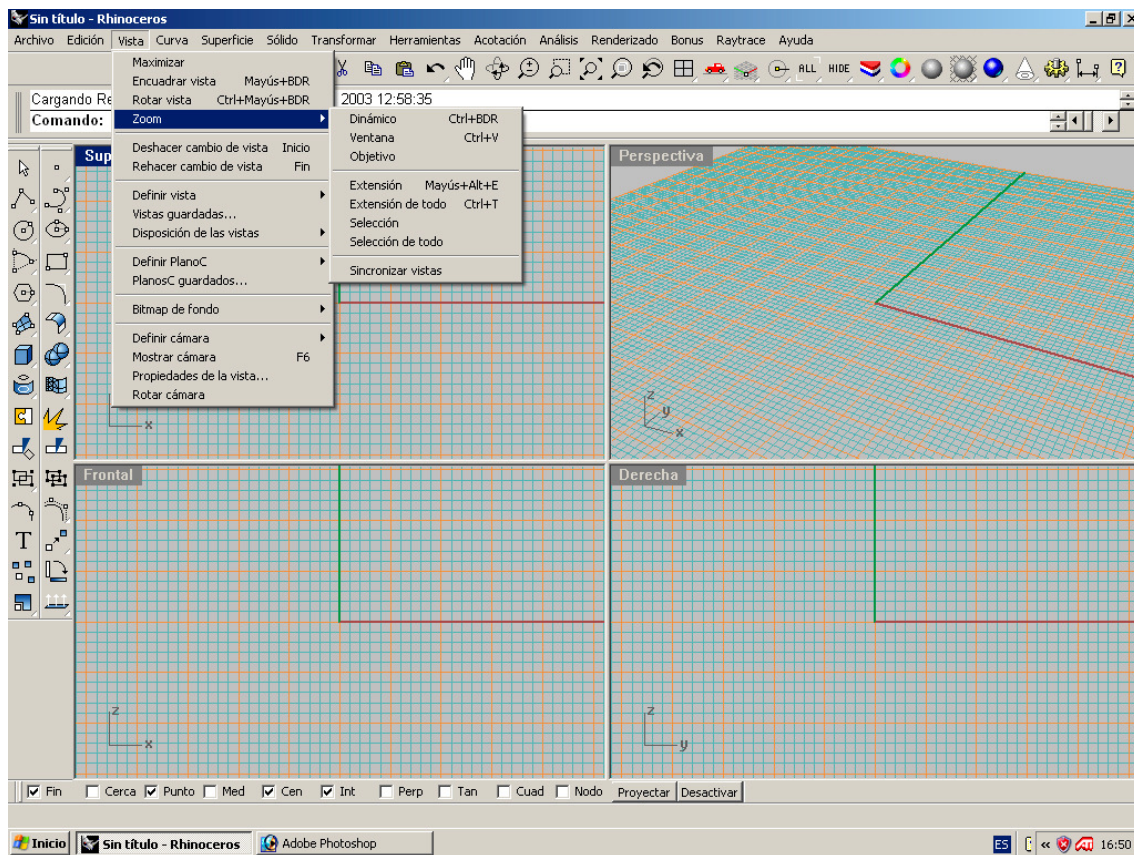 Sin título - Rhinoceros
Archivo Edición Vista Curva Superficie Sólido Transformar Herramientas Acotación Análisis Renderizado Bonus Raytrace Ayuda
ALL HIDE
Cargando Re 2003 12:58:35
Comando:
Maximizar
Encuadrar vista Mayús+BDR
Rotar vista Ctrl+Mayús+BDR
Zoom
Deshacer cambio de vista Inicio
Rehacer cambio de vista Fin
Definir vista
Vistas guardadas...
Disposición de las vistas
Definir PlanoC
PlanosC guardados...
Bitmap de fondo
Definir cámara
Mostrar cámara F6
Propiedades de la vista...
Rotar cámara
Dinámico Ctrl+BDR
Ventana Ctrl+V
Objetivo
Extensión Mayús+Alt+E
Extensión de todo Ctrl+T
Selección
Selección de todo
Sincronizar vistas
Sup
x
Perspectiva
z
y
x
T
Frontal
z
x
Derecha
z
y
Fin Cerca Punto Med Cen Int Perp Tan Cuad Nodo Proyectar Desactivar
Inicio Sin título - Rhinoceros Adobe Photoshop ES « 16:50